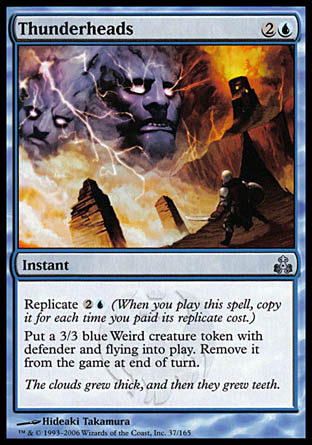 Thunderheads 2
Instant
Replicate 2 (When you play this spell, copy
it for each time you paid its replicate cost.)
Put a 3/3 blue Weird creature token with
defender and flying into play. Remove it
from the game at end of turn.
The clouds grew thick, and then they grew teeth.
Hideaki Takamura
™ & © 1993–2006 Wizards of the Coast, Inc. 37/165